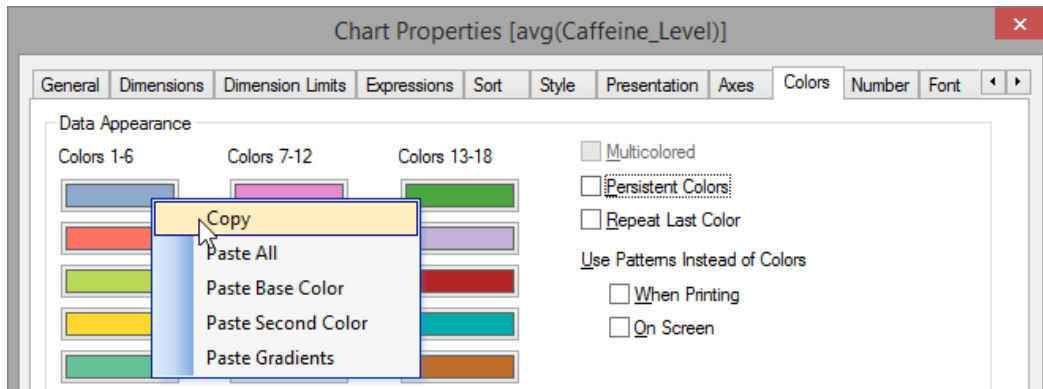 Chart Properties [avg(Caffeine_Level)]
General Dimensions Dimension Limits Expressions Sort Style Presentation Axes Colors Number Font
Data Appearance
Colors 1-6 Colors 7-12 Colors 13-18
Multicolored
Persistent Colors
Repeat Last Color
Use Patterns Instead of Colors
When Printing
On Screen
Copy
Paste All
Paste Base Color
Paste Second Color
Paste Gradients